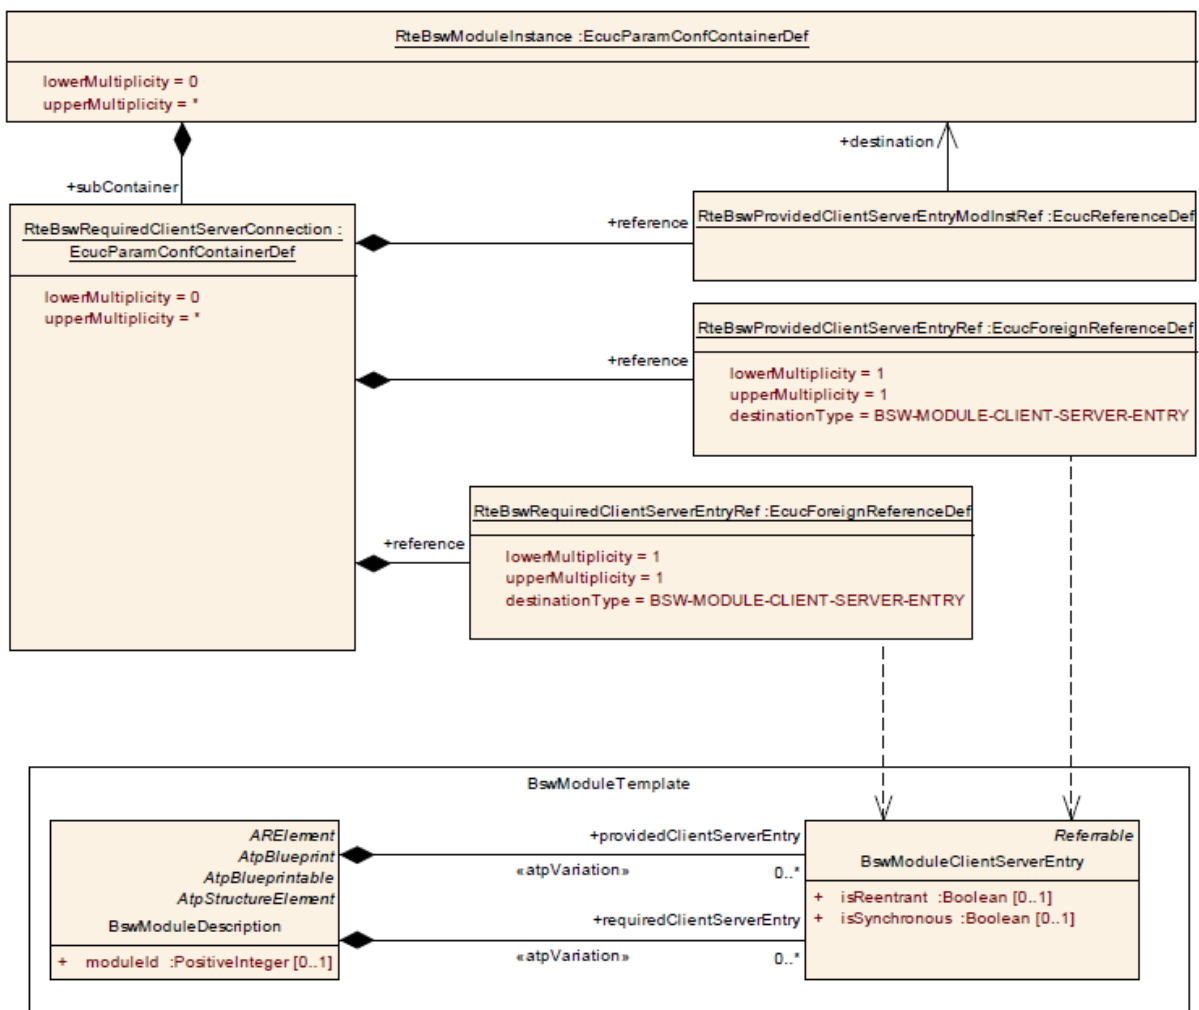 RteBswModuleInstance :EcucParamConfContainerDef
lowerMultiplicity = 0
upperMultiplicity = *
+destination
+subContainer
RteBswRequiredClientServerConnection :
EcucParamConfContainerDef
lowerMultiplicity = 0
upperMultiplicity = *
+reference
RteBswProvidedClientServerEntryModInstRef :EcucReferenceDef
+reference
RteBswProvidedClientServerEntryRef :EcucForeignReferenceDef
lowerMultiplicity = 1
upperMultiplicity = 1
destinationType = BSW-MODULE-CLIENT-SERVER-ENTRY
+reference
RteBswRequiredClientServerEntryRef :EcucForeignReferenceDef
lowerMultiplicity = 1
upperMultiplicity = 1
destinationType = BSW-MODULE-CLIENT-SERVER-ENTRY
BswModuleTemplate
ARElement
AtpBlueprint
AtpBlueprintable
AtpStructureElement
BswModuleDescription
+ moduleId :PositiveInteger [0..1]
+providedClientServerEntry
«atpVariation» 0..*
+requiredClientServerEntry
«atpVariation» 0..*
Referrable
BswModuleClientServerEntry
+ isReentrant :Boolean [0..1]
+ isSynchronous :Boolean [0..1]